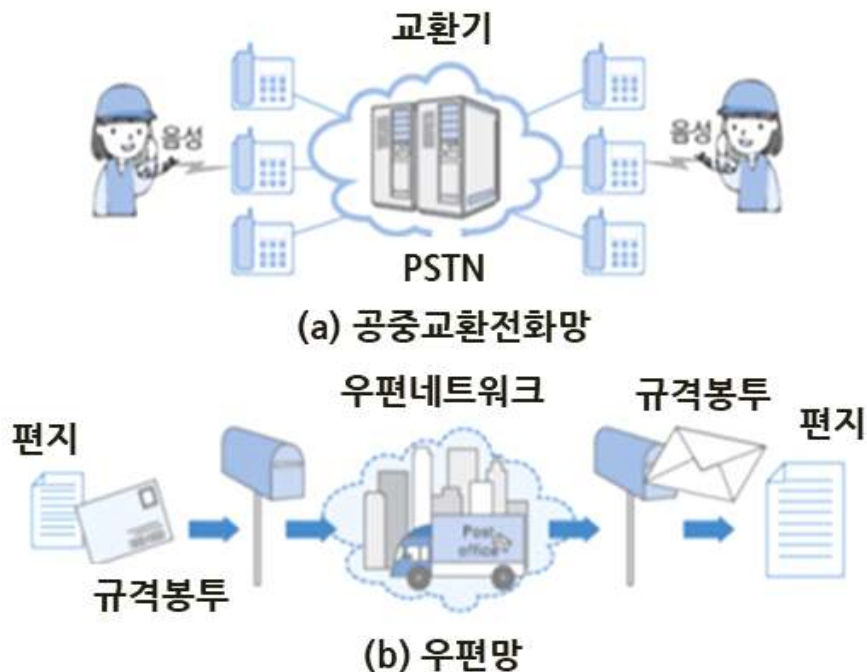 교환기
음성
음성
PSTN
(a) 공중교환전화망
우편네트워크
규격봉투
편지
편지
Post
office
규격봉투
(b) 우편망